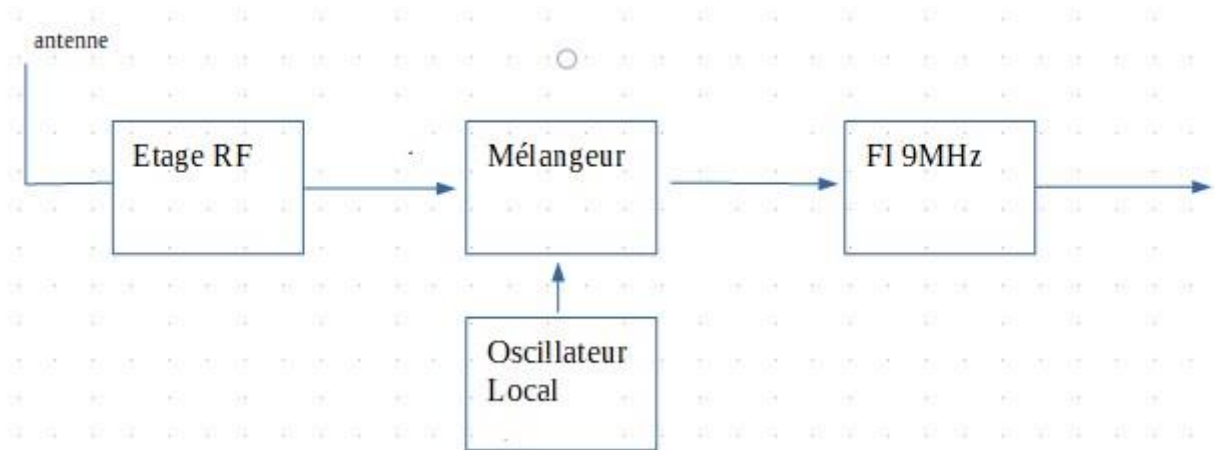 antenne
Etage RF
Mélangeur
FI 9MHz
Oscillateur
Local